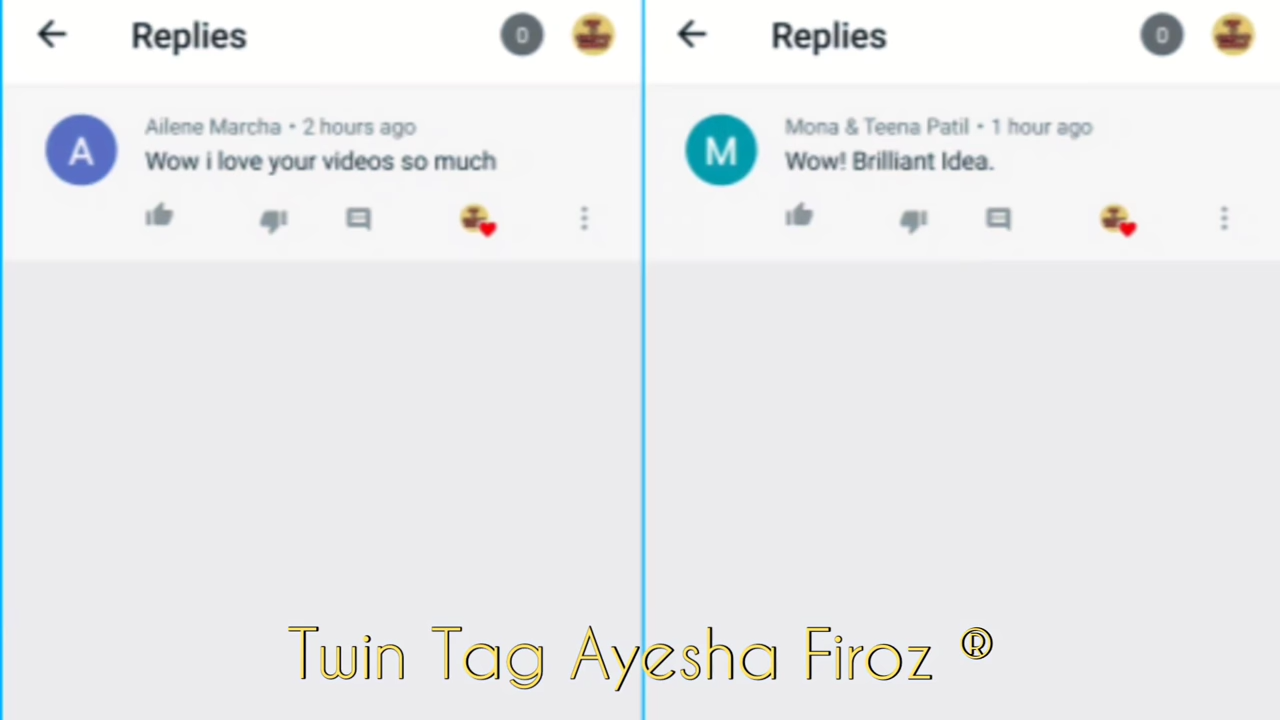 Replies
0
A
Ailene Marcha • 2 hours ago
Wow i love your videos so much
Replies
0
M
Mona & Teena Patil • 1 hour ago
Wow! Brilliant Idea.
Twin Tag Ayesha Firoz ®